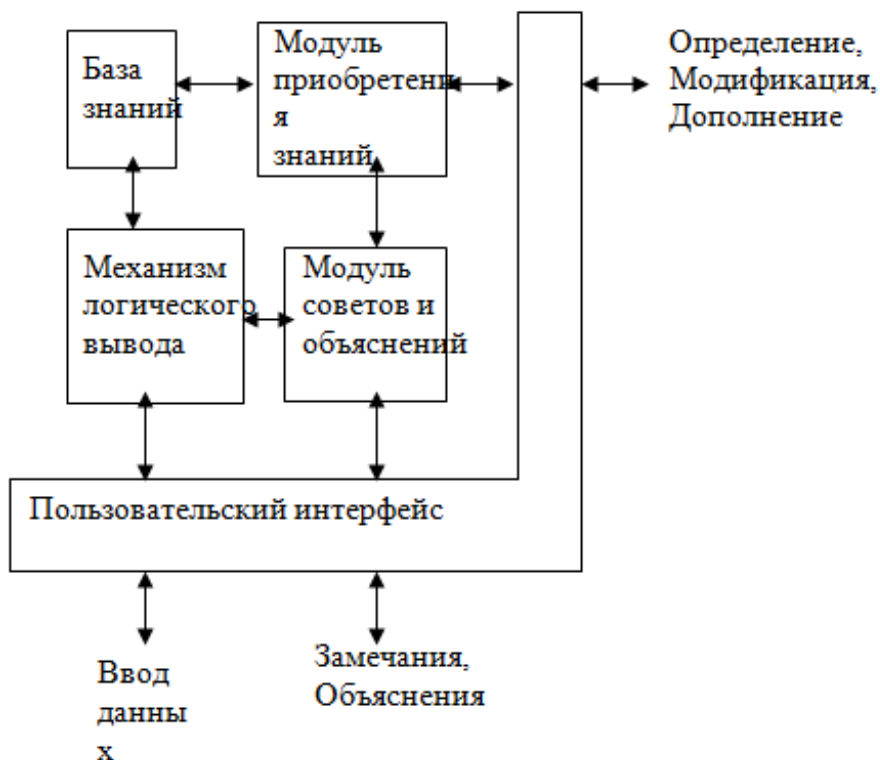 База
знаний
Модуль
приобретени
я
знаний
Определение,
Модификация,
Дополнение
Механизм
логического
вывода
Модуль
советов и
объяснений
Пользовательский интерфейс
Ввод
данны
х
Замечания,
Объяснения